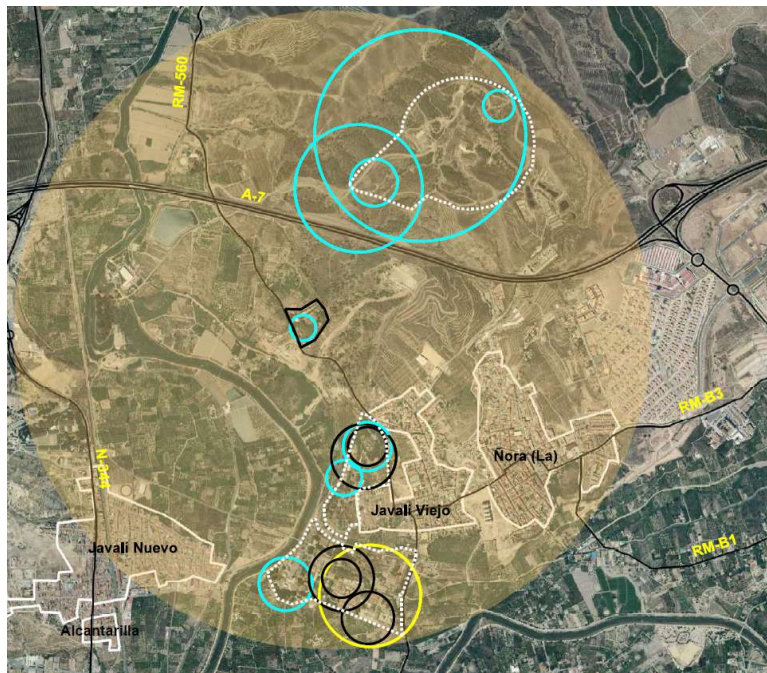 RM-560
A-7
RM-B3
Ñora (La)
N-344
Javalí Viejo
Javalí Nuevo
RM-B1
Alcantarilla